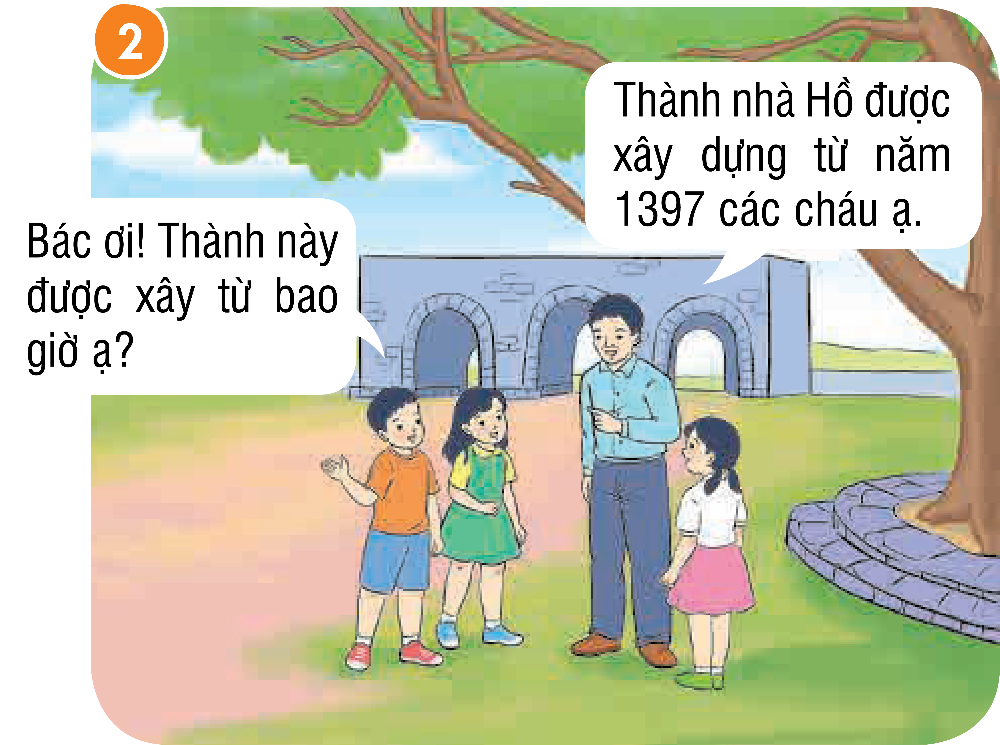 2
Thành nhà Hồ được
xây dựng từ năm
1397 các cháu ạ.
Bác ơi! Thành này
được xây từ bao
giờ ạ?